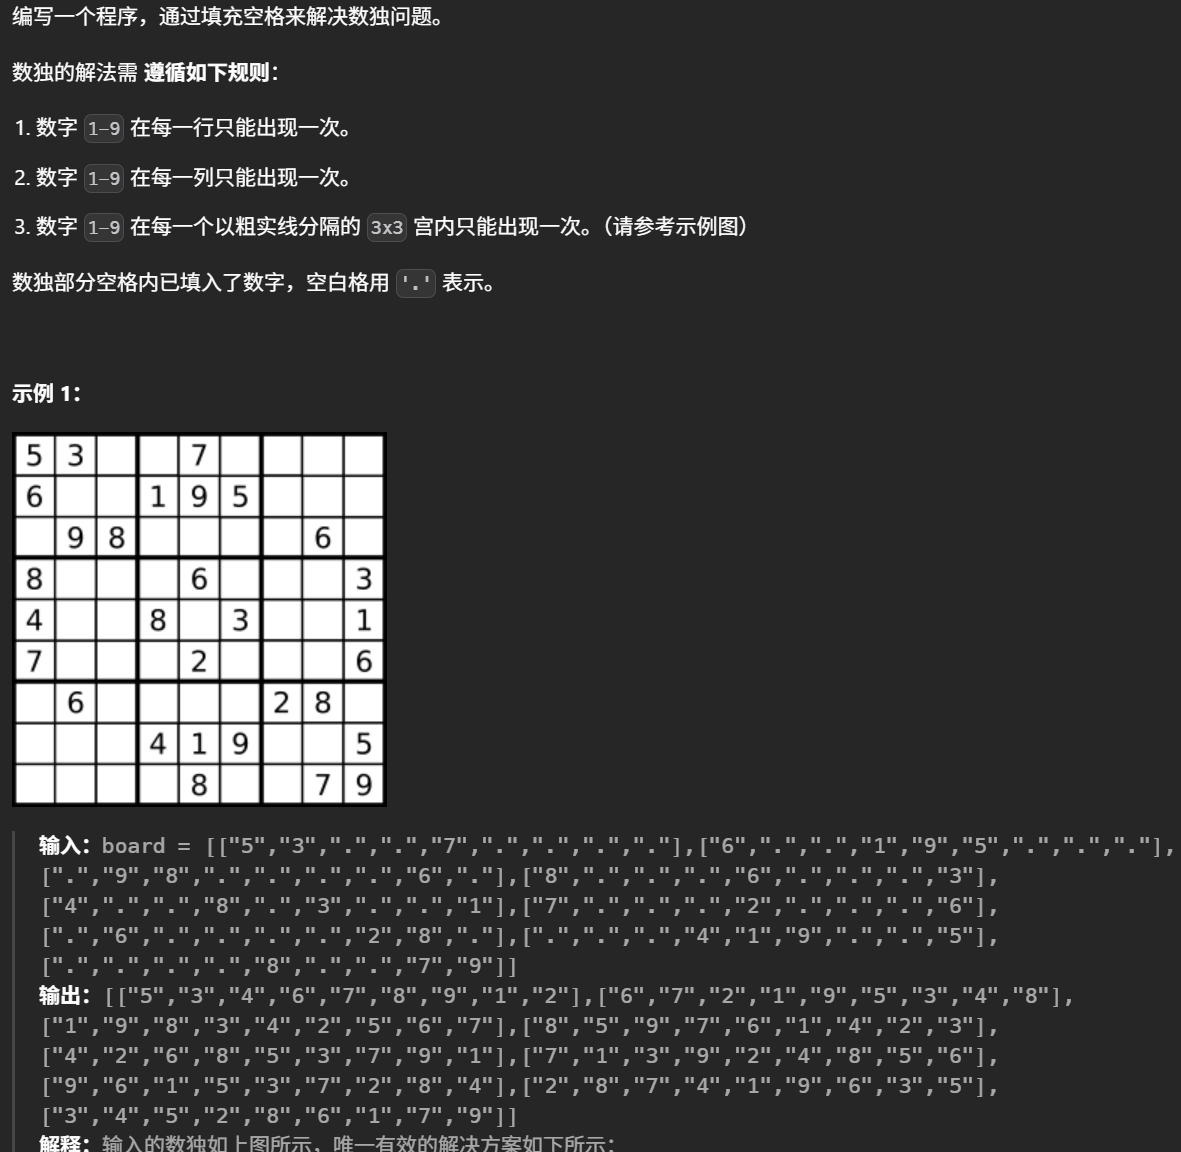 编写一个程序，通过填充空格来解决数独问题。
数独的解法需 遵循如下规则：
1. 数字 1-9 在每一行只能出现一次。
2. 数字 1-9 在每一列只能出现一次。
3. 数字 1-9 在每一个以粗实线分隔的 3x3 宫内只能出现一次。（请参考示例图）
数独部分空格内已填入了数字，空白格用 '.' 表示。
示例 1：
5 3 7
6 1 9 5
9 8 6
8 6 3
4 8 3 1
7 2 6
6 2 8
4 1 9 5
8 7 9
输入：board = [["5","3",".",".","7",".",".",".","."],["6",".",".","1","9","5",".",".","."],
[".","9","8",".",".",".",".","6","."],["8",".",".",".","6",".",".",".","3"],
["4",".",".","8",".","3",".",".","1"],["7",".",".",".","2",".",".",".","6"],
[".","6",".",".",".",".","2","8","."],[".",".",".","4","1","9",".",".","5"],
[".",".",".",".","8",".",".","7","9"]]
输出：[["5","3","4","6","7","8","9","1","2"],["6","7","2","1","9","5","3","4","8"],
["1","9","8","3","4","2","5","6","7"],["8","5","9","7","6","1","4","2","3"],
["4","2","6","8","5","3","7","9","1"],["7","1","3","9","2","4","8","5","6"],
["9","6","1","5","3","7","2","8","4"],["2","8","7","4","1","9","6","3","5"],
["3","4","5","2","8","6","1","7","9"]]
解释：输入的数独如上图所示，唯一有效的解决方案如下所示：